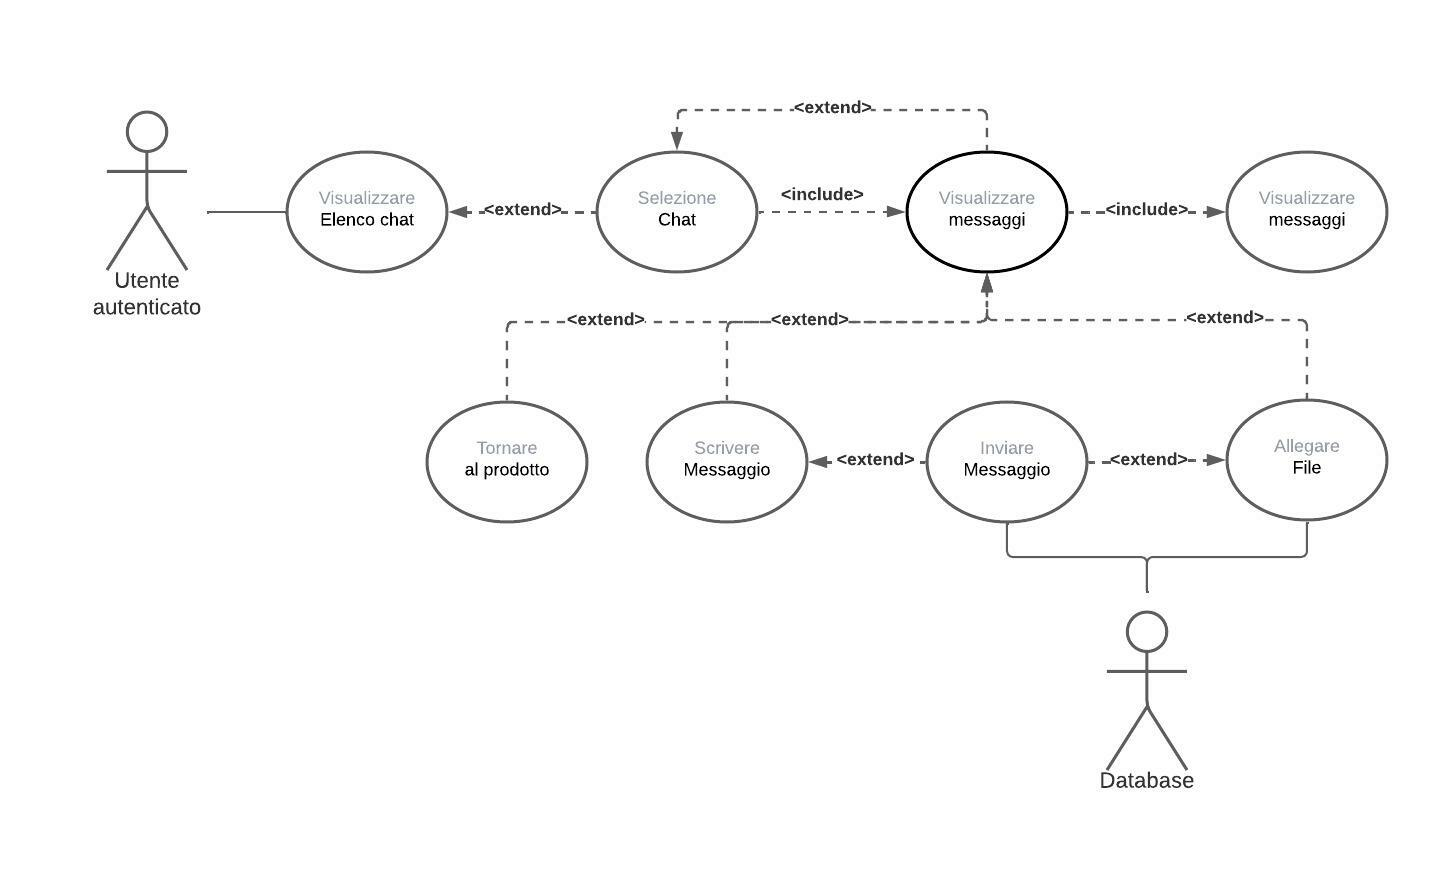 <extend>
Visualizzare
Elenco chat
<extend>
Selezione
Chat
<include>
Visualizzare
messaggi
<include>
Visualizzare
messaggi
Utente
autenticato
<extend>
<extend>
<extend>
Tornare
al prodotto
Scrivere
Messaggio
<extend>
Inviare
Messaggio
<extend>
Allegare
File
Database